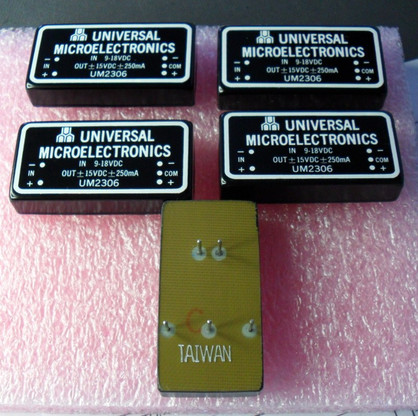 UNIVERSAL
MICROELECTRONICS
− IN 9-18VDC −
IN OUT±15VDC±250mA COM
+ UM2306 +
UNIVERSAL
MICROELECTRONICS
− IN 9-18VDC −
IN OUT±15VDC±250mA COM
+ UM2306 +
UNIVERSAL
MICROELECTRONICS
− IN 9-18VDC −
IN OUT±15VDC±250mA COM
+ UM2306 +
UNIVERSAL
MICROELECTRONICS
− IN 9-18VDC −
IN OUT±15VDC±250mA COM
+ UM2306 +
C
TAIWAN